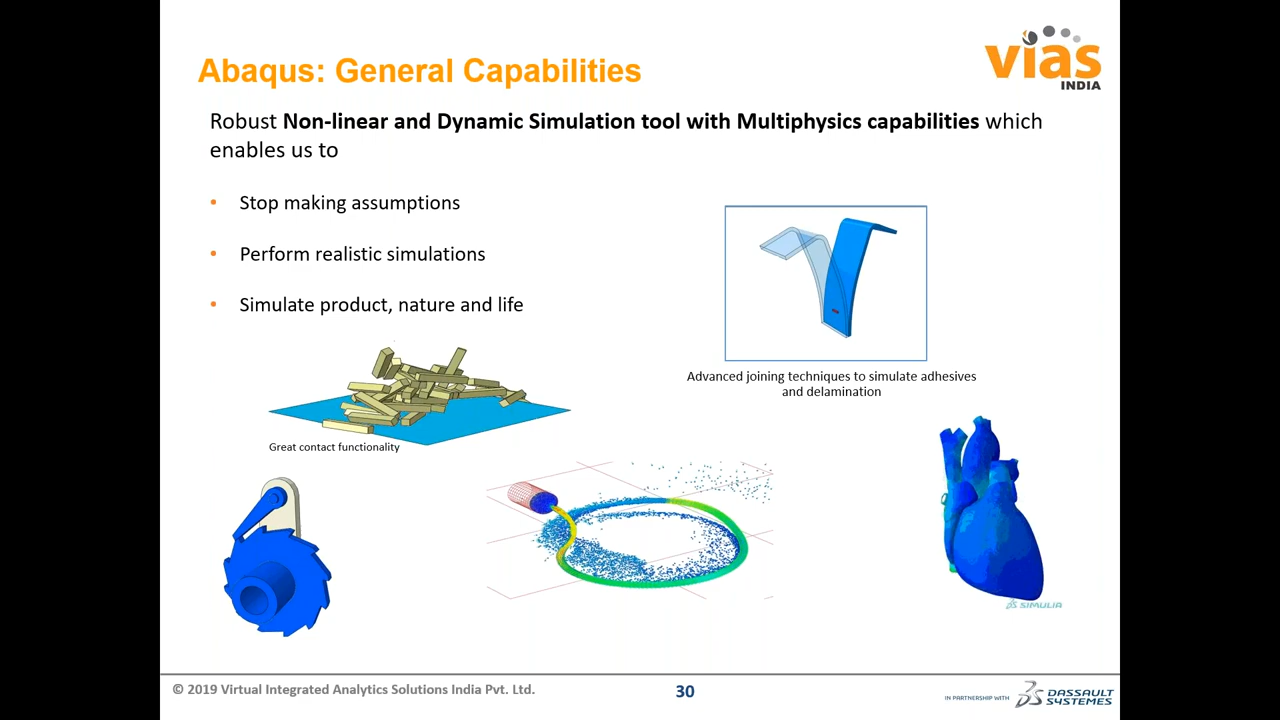 Abaqus: General Capabilities
vias
INDIA
Robust Non-linear and Dynamic Simulation tool with Multiphysics capabilities which
enables us to
• Stop making assumptions
• Perform realistic simulations
• Simulate product, nature and life
Advanced joining techniques to simulate adhesives
and delamination
Great contact functionality
SIMULIA
© 2019 Virtual Integrated Analytics Solutions India Pvt. Ltd.
30
IN PARTNERSHIP WITH
DASSAULT
SYSTEMES